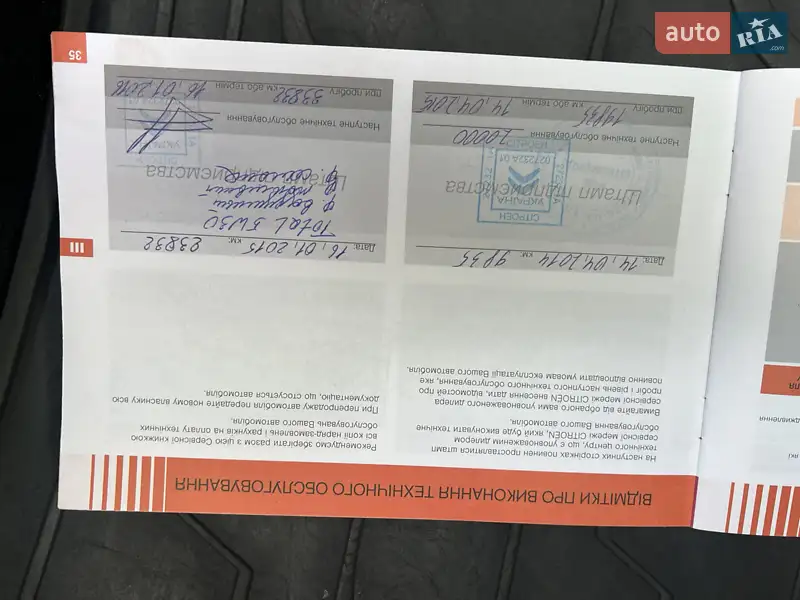 auto RIA .com
ВІДМІТКИ ПРО ВИКОНАННЯ ТЕХНІЧНОГО ОБСЛУГОВУВАННЯ
На наступних сторінках повинен проставлятися штамп
технічного центру, що є уповноваженим дилером
сервісної мережі CITROËN, який буде виконувати технічне
обслуговування Вашого автомобіля.
Вимагайте від обраного вами уповноваженого дилера
сервісної мережі CITROËN внесення дати, відомостей про
пробіг і рівень наступного технічного обслуговування, яке
повинно відповідати умовам експлуатації Вашого автомобіля.
Дата: 14.04.2014 км: 9835
Штамп підприємства
СІТРОЕН
УКРАЇНА
Наступне технічне обслуговування 20000
при пробігу км або термін 14.04.2015
Рекомендуємо зберігати разом з цією Сервісною книжкою
всі копії наряд-замовлень і рахунків на оплату технічних
обслуговувань Вашого автомобіля.
При перепродажу автомобіля передайте новому власнику всю
документацію, що стосується автомобіля.
Дата: 16.01.2015 км: 23832
Total 5W30
Штамп підприємства
Наступне технічне обслуговування
при пробігу 33832 км або термін 16.01.2016
III
35